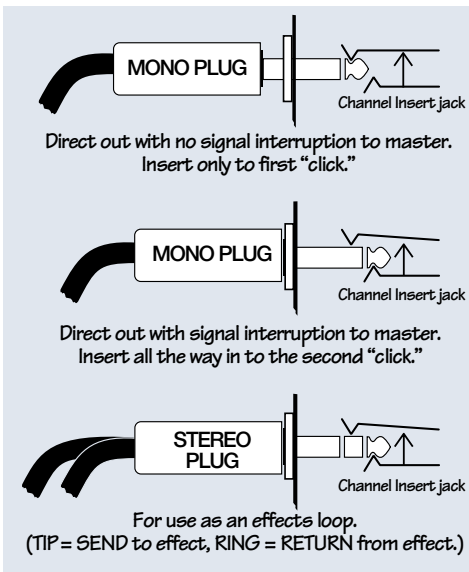 MONO PLUG
Channel Insert jack
Direct out with no signal interruption to master.
Insert only to first “click.”
MONO PLUG
Channel Insert jack
Direct out with signal interruption to master.
Insert all the way in to the second “click.”
STEREO
PLUG
Channel Insert jack
For use as an effects loop.
(TIP = SEND to effect, RING = RETURN from effect.)